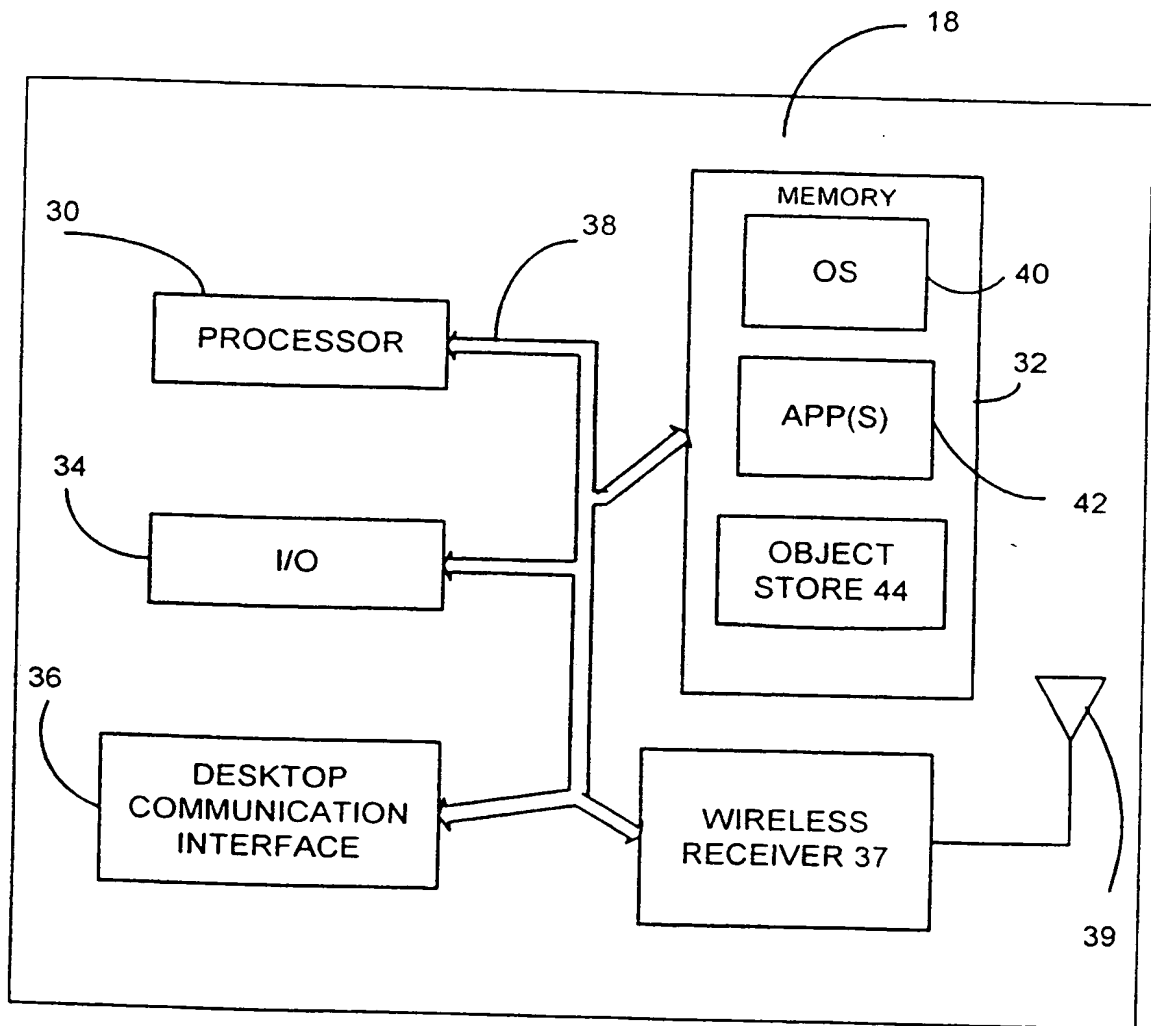 18
30
38
MEMORY
OS
40
PROCESSOR
32
APP(S)
34
42
I/O
OBJECT
STORE 44
36
DESKTOP
COMMUNICATION
INTERFACE
WIRELESS
RECEIVER 37
39